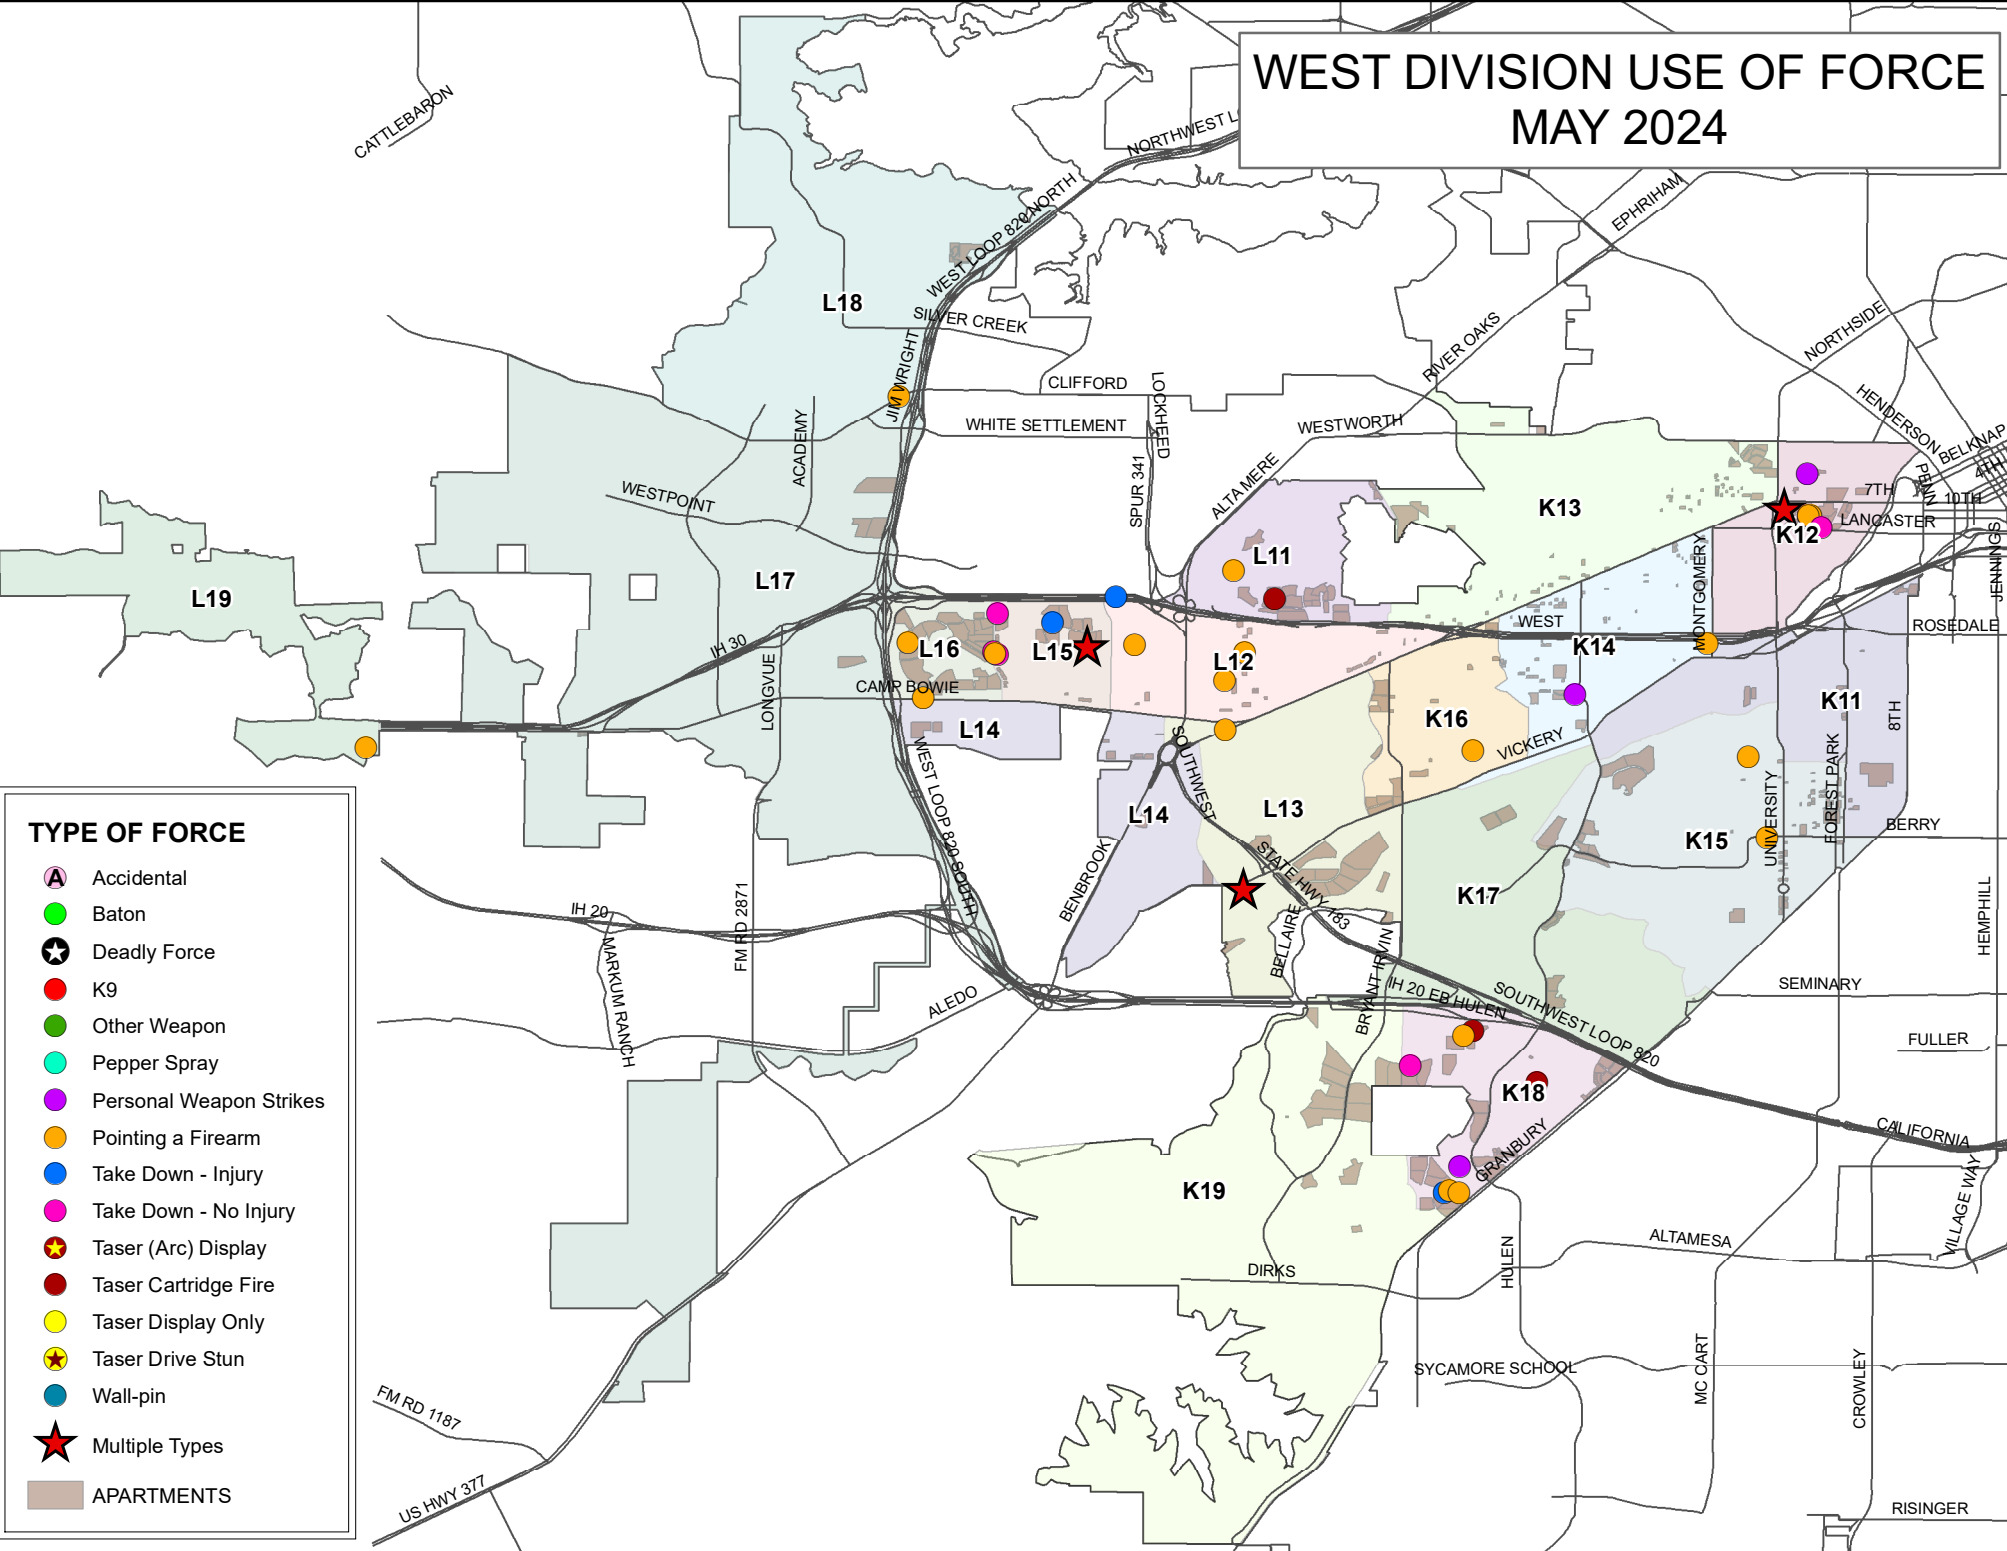 WEST DIVISION USE OF FORCE
MAY 2024
CATTLEBARON
NORTHWEST L
WEST LOOP 820 NORTH
EPHRIHAM
L18
SILVER CREEK
JIM WRIGHT
RIVER OAKS
NORTHSIDE
CLIFFORD
LOCKHEED
WHITE SETTLEMENT
WESTWORTH
HENDERSON
BELKNAP
4TH
ACADEMY
WESTPOINT
SPUR 341
ALTA MERE
K13
7TH
PENN
10TH
LANCASTER
K12
JENNINGS
L11
L19
L17
IH 30
L16
L15
L12
WEST
K14
MONTGOMERY
ROSEDALE
LONGVUE
CAMP BOWIE
L14
K16
VICKERY
K11
8TH
WEST LOOP 820 SOUTH
SOUTHWEST
L14
L13
K15
UNIVERSITY
FOREST PARK
BERRY
STATE HWY 183
BENBROOK
K17
HEMPHILL
IH 20
FM RD 2871
MARKUM RANCH
ALEDO
BELLAIRE
BRYANT IRVIN
IH 20 EB HULEN
SOUTHWEST LOOP 820
SEMINARY
FULLER
K18
CALIFORNIA
GRANBURY
K19
VILLAGE WAY
HULEN
ALTAMESA
DIRKS
SYCAMORE SCHOOL
MC CART
CROWLEY
FM RD 1187
US HWY 377
RISINGER
TYPE OF FORCE
A Accidental
Baton
Deadly Force
K9
Other Weapon
Pepper Spray
Personal Weapon Strikes
Pointing a Firearm
Take Down - Injury
Take Down - No Injury
Taser (Arc) Display
Taser Cartridge Fire
Taser Display Only
Taser Drive Stun
Wall-pin
Multiple Types
APARTMENTS